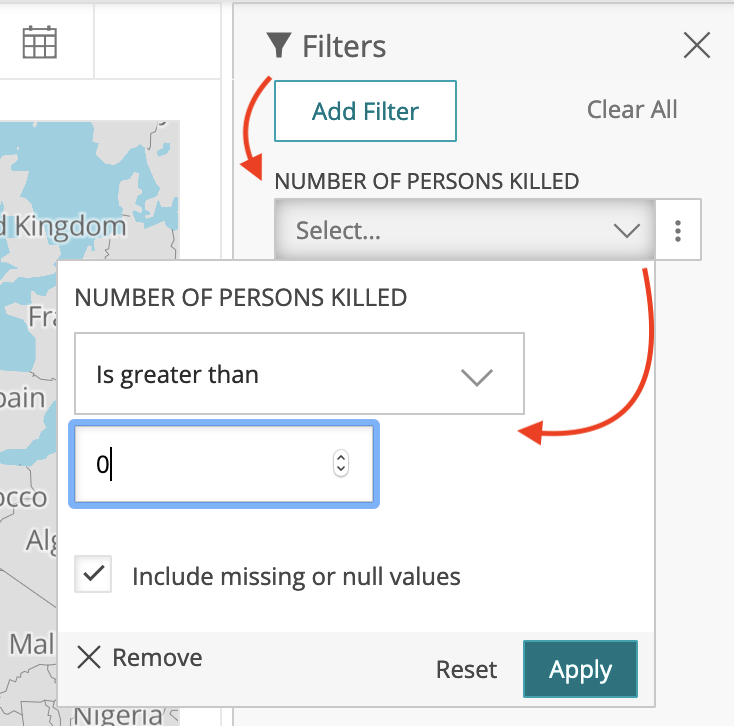 Filters
Add Filter
Clear All
NUMBER OF PERSONS KILLED
Select...
d Kingdom
NUMBER OF PERSONS KILLED
Fra
Is greater than
pain
0
occo
Alg
Include missing or null values
Mal
Remove
Reset
Apply
Nigeria